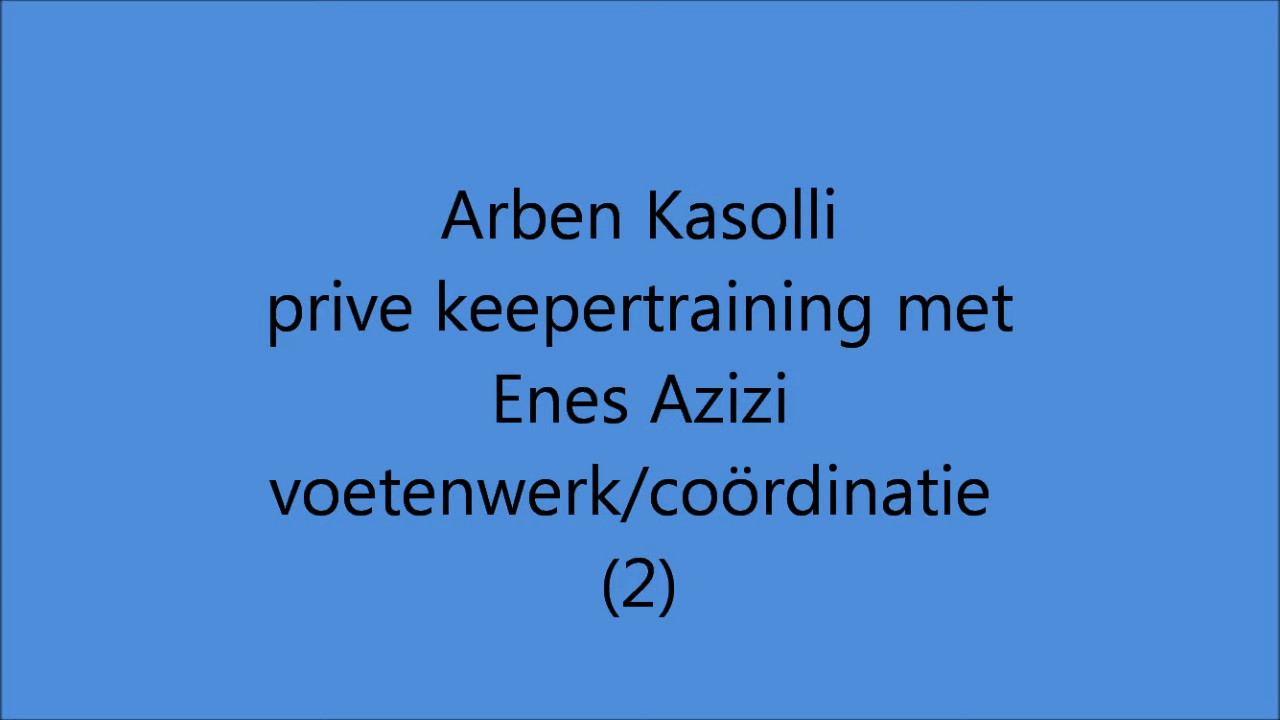 Arben Kasolli
prive keepertraining met
Enes Azizi
voetenwerk/coördinatie
(2)